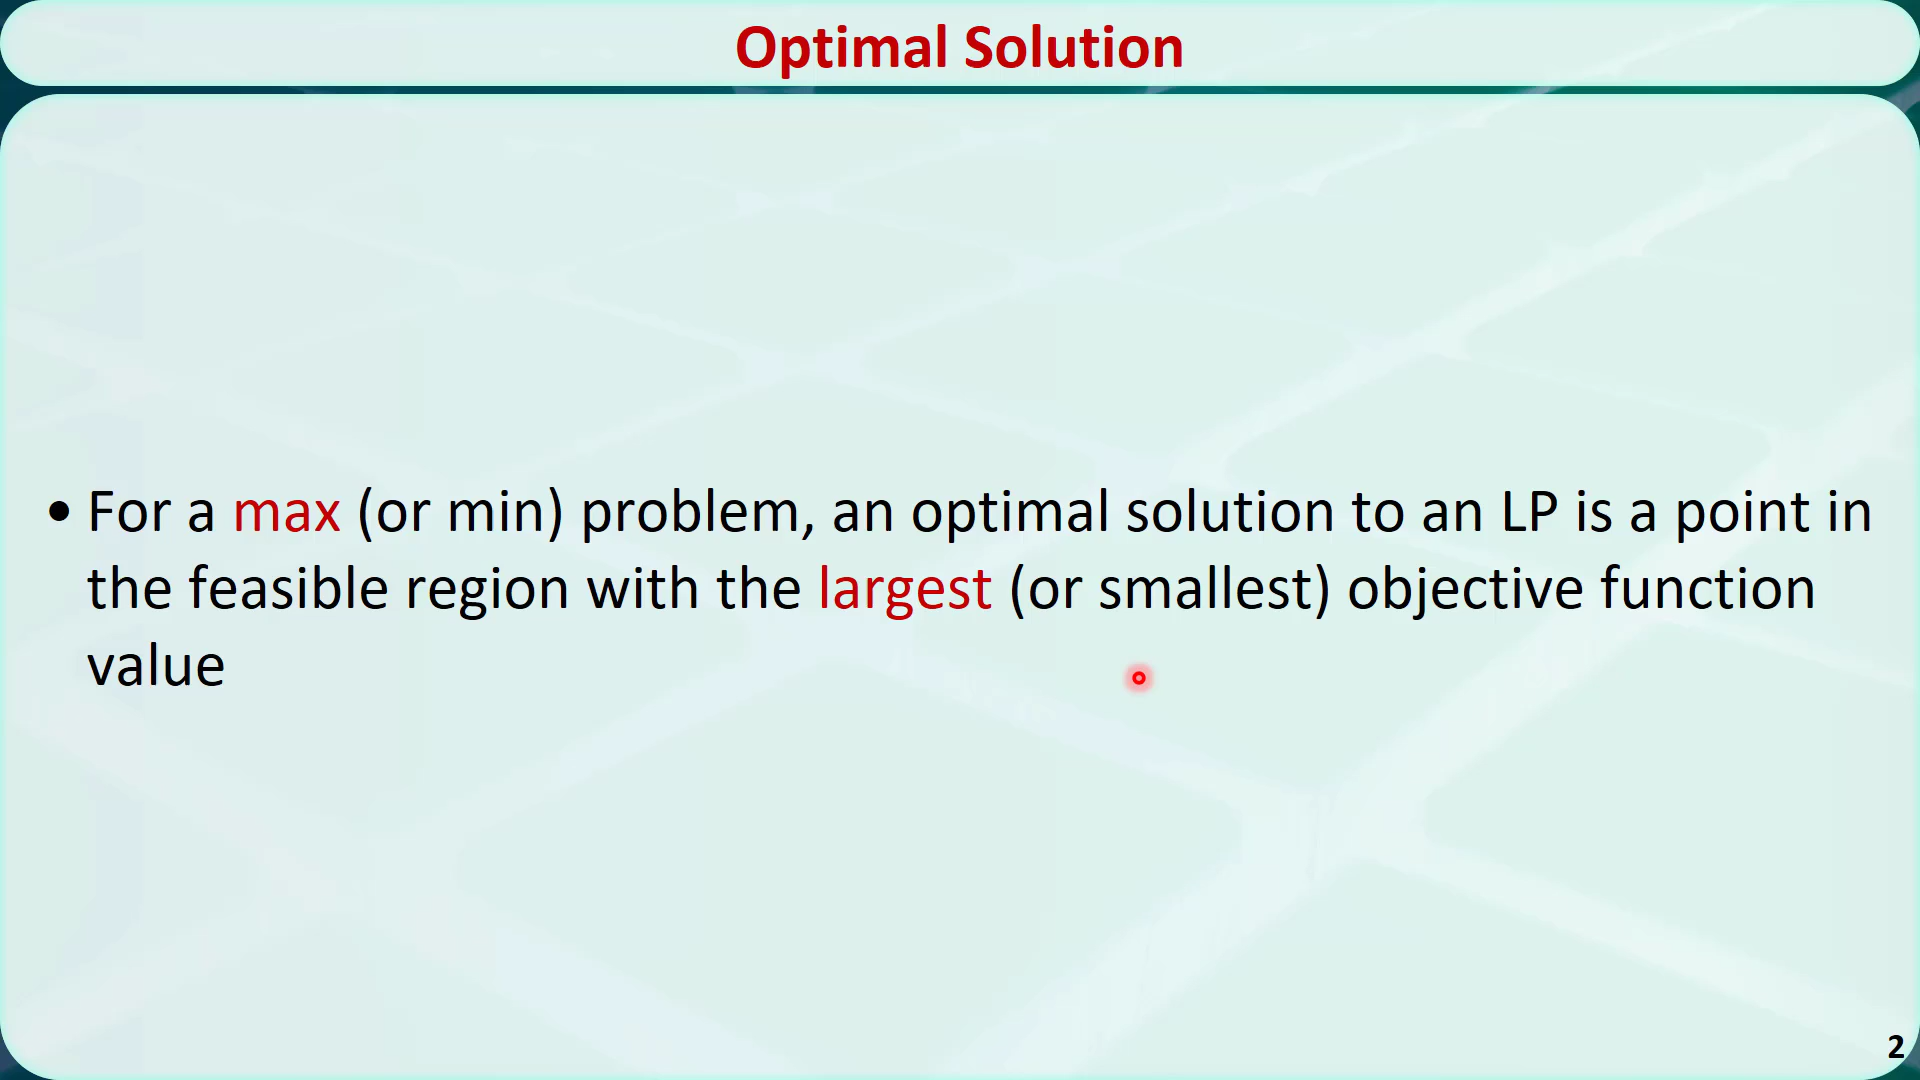 Optimal Solution
• For a max (or min) problem, an optimal solution to an LP is a point in
the feasible region with the largest (or smallest) objective function
value
2